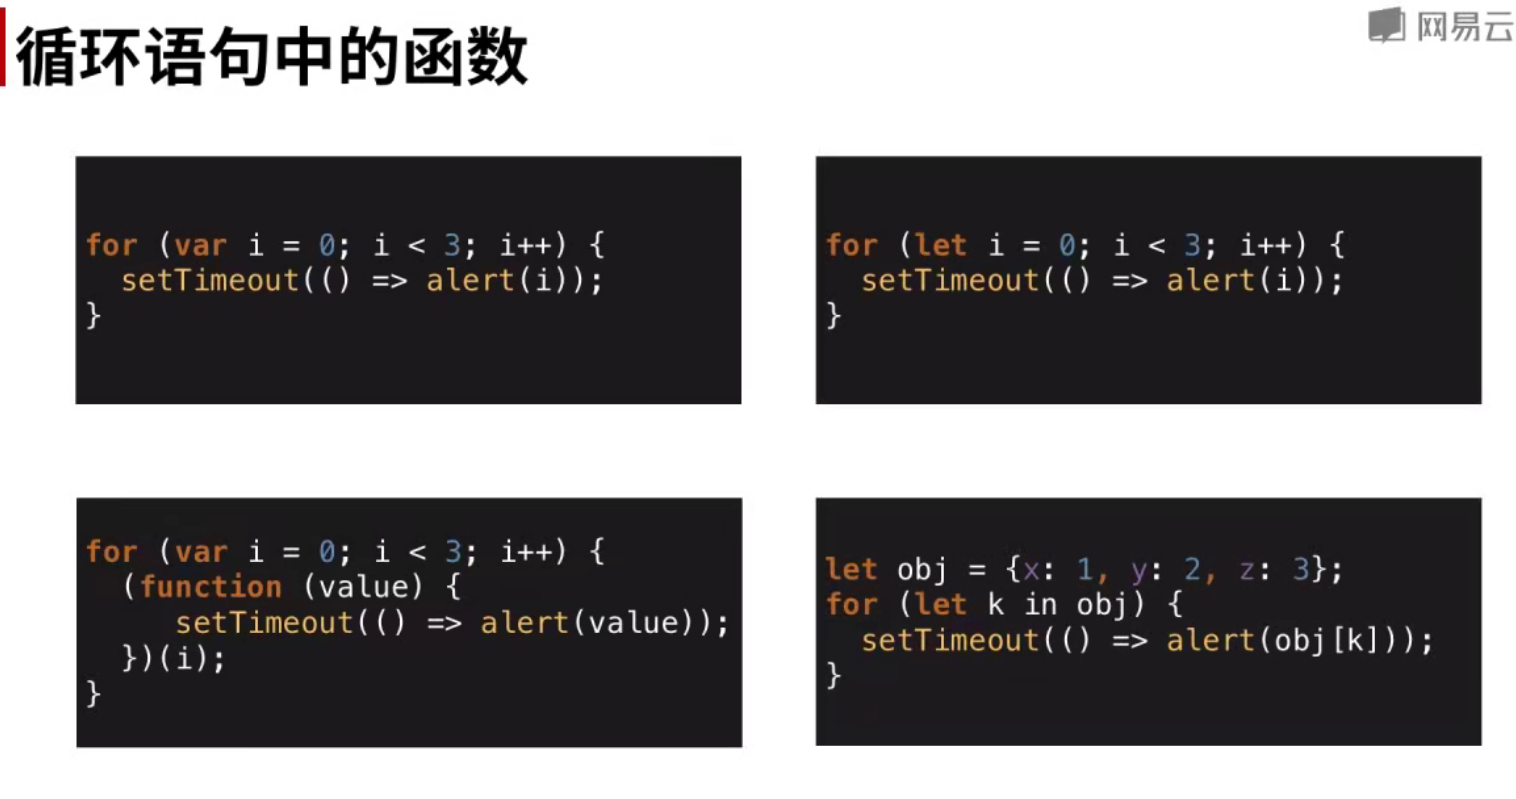 循环语句中的函数
网易云
for (var i = 0; i < 3; i++) {
  setTimeout(() => alert(i));
}
for (let i = 0; i < 3; i++) {
  setTimeout(() => alert(i));
}
for (var i = 0; i < 3; i++) {
  (function (value) {
     setTimeout(() => alert(value));
  })(i);
}
let obj = {x: 1, y: 2, z: 3};
for (let k in obj) {
  setTimeout(() => alert(obj[k]));
}